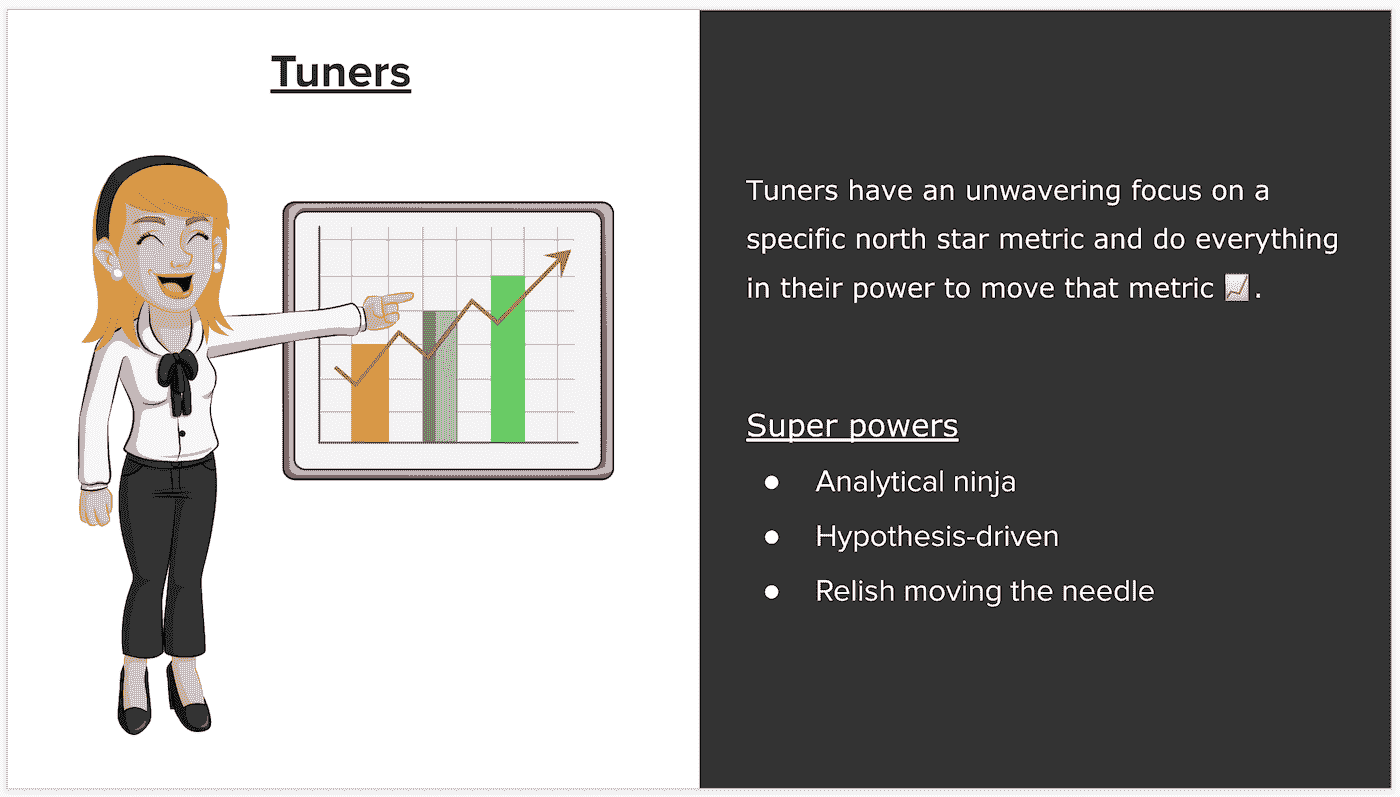 Tuners
Tuners have an unwavering focus on a
specific north star metric and do everything
in their power to move that metric 📈.
Super powers
● Analytical ninja
● Hypothesis-driven
● Relish moving the needle